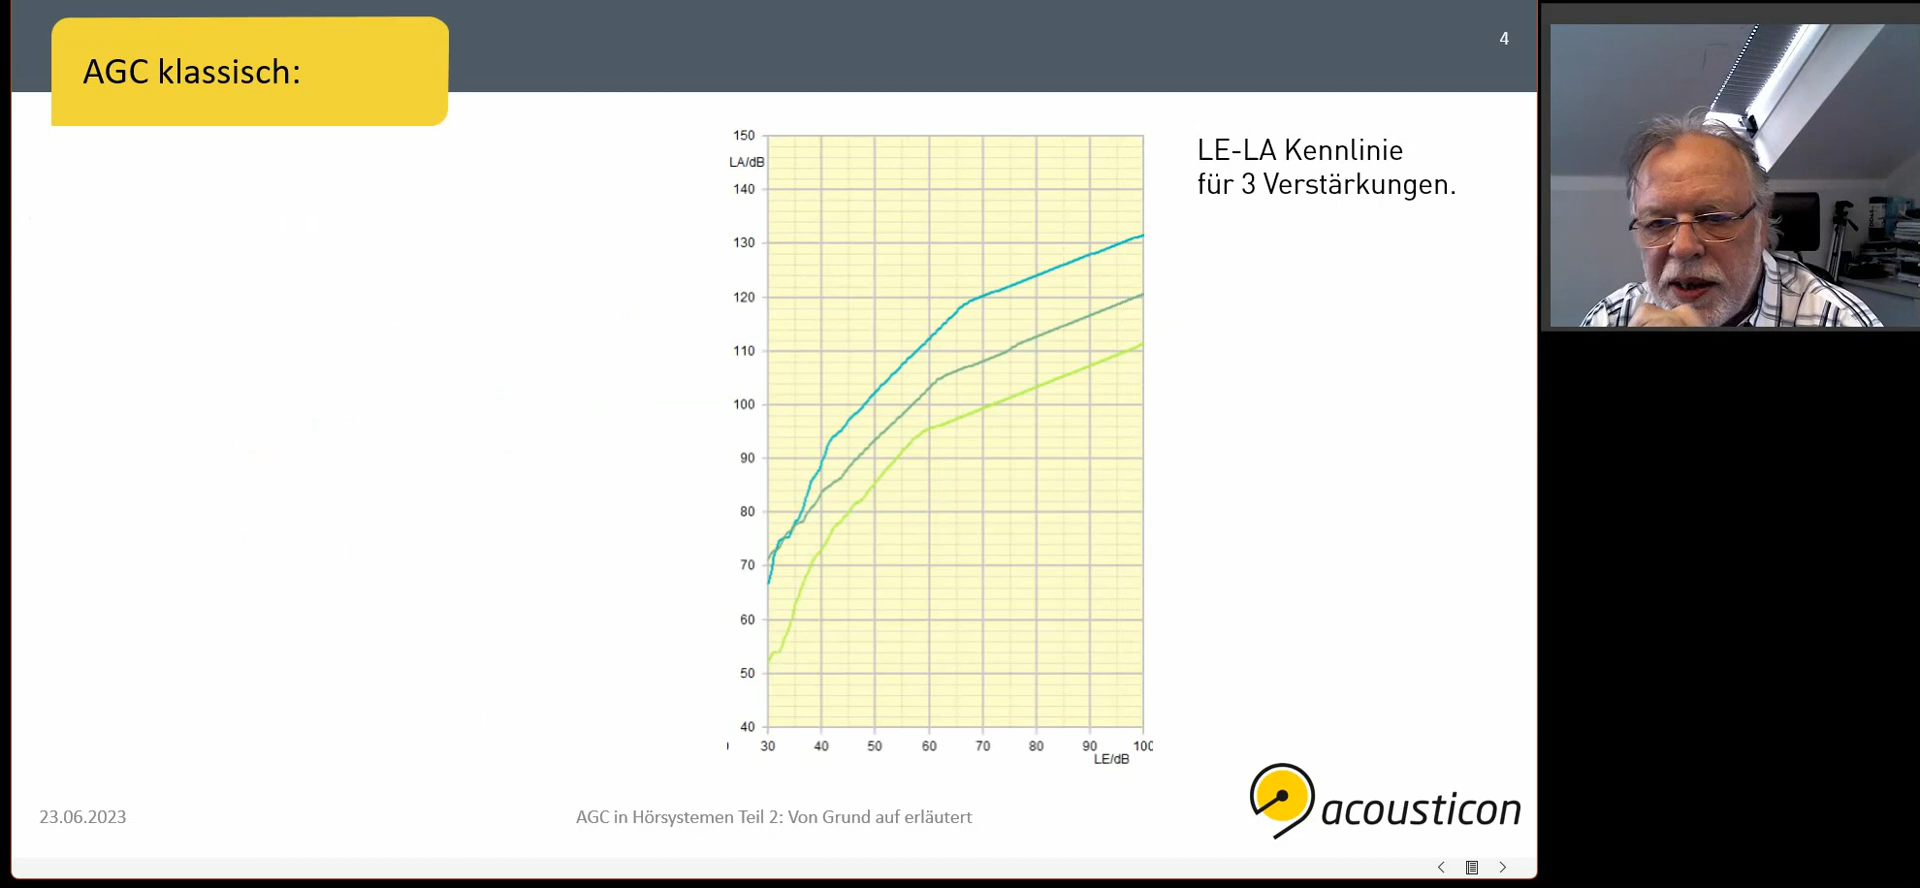 AGC klassisch:
4
LE-LA Kennlinie
für 3 Verstärkungen.
150
LA/dB
140
130
120
110
100
90
80
70
60
50
40
30 40 50 60 70 80 90 100
LE/dB
23.06.2023
AGC in Hörsystemen Teil 2: Von Grund auf erläutert
acousticon